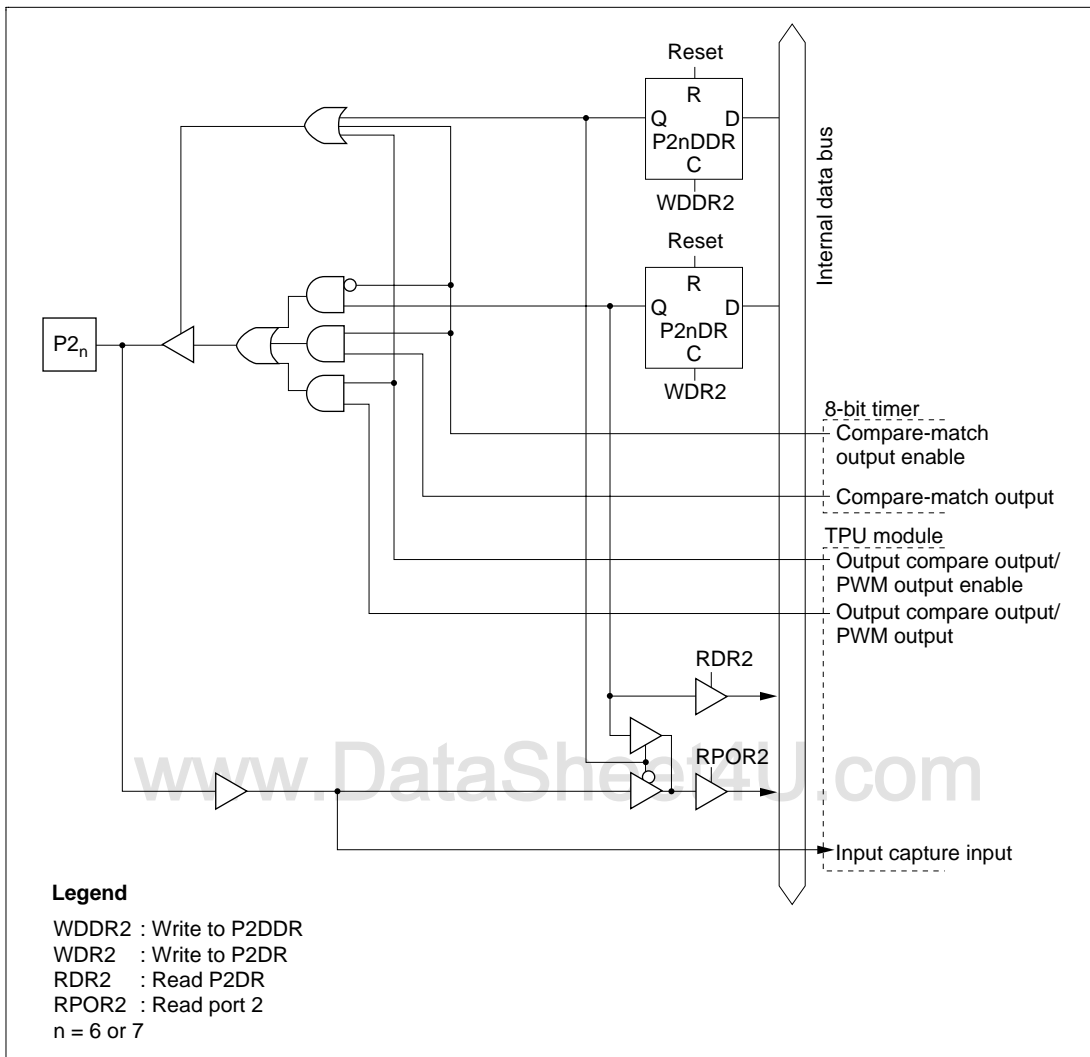 Reset
R
Q D
P2nDDR
C
WDDR2
Internal data bus
Reset
R
Q D
P2nDR
C
WDR2
P2n
8-bit timer
Compare-match
output enable
Compare-match output
TPU module
Output compare output/
PWM output enable
Output compare output/
PWM output
RDR2
RPOR2
www.DataSheet4U.com
Input capture input
Legend
WDDR2 : Write to P2DDR
WDR2 : Write to P2DR
RDR2 : Read P2DR
RPOR2 : Read port 2
n = 6 or 7